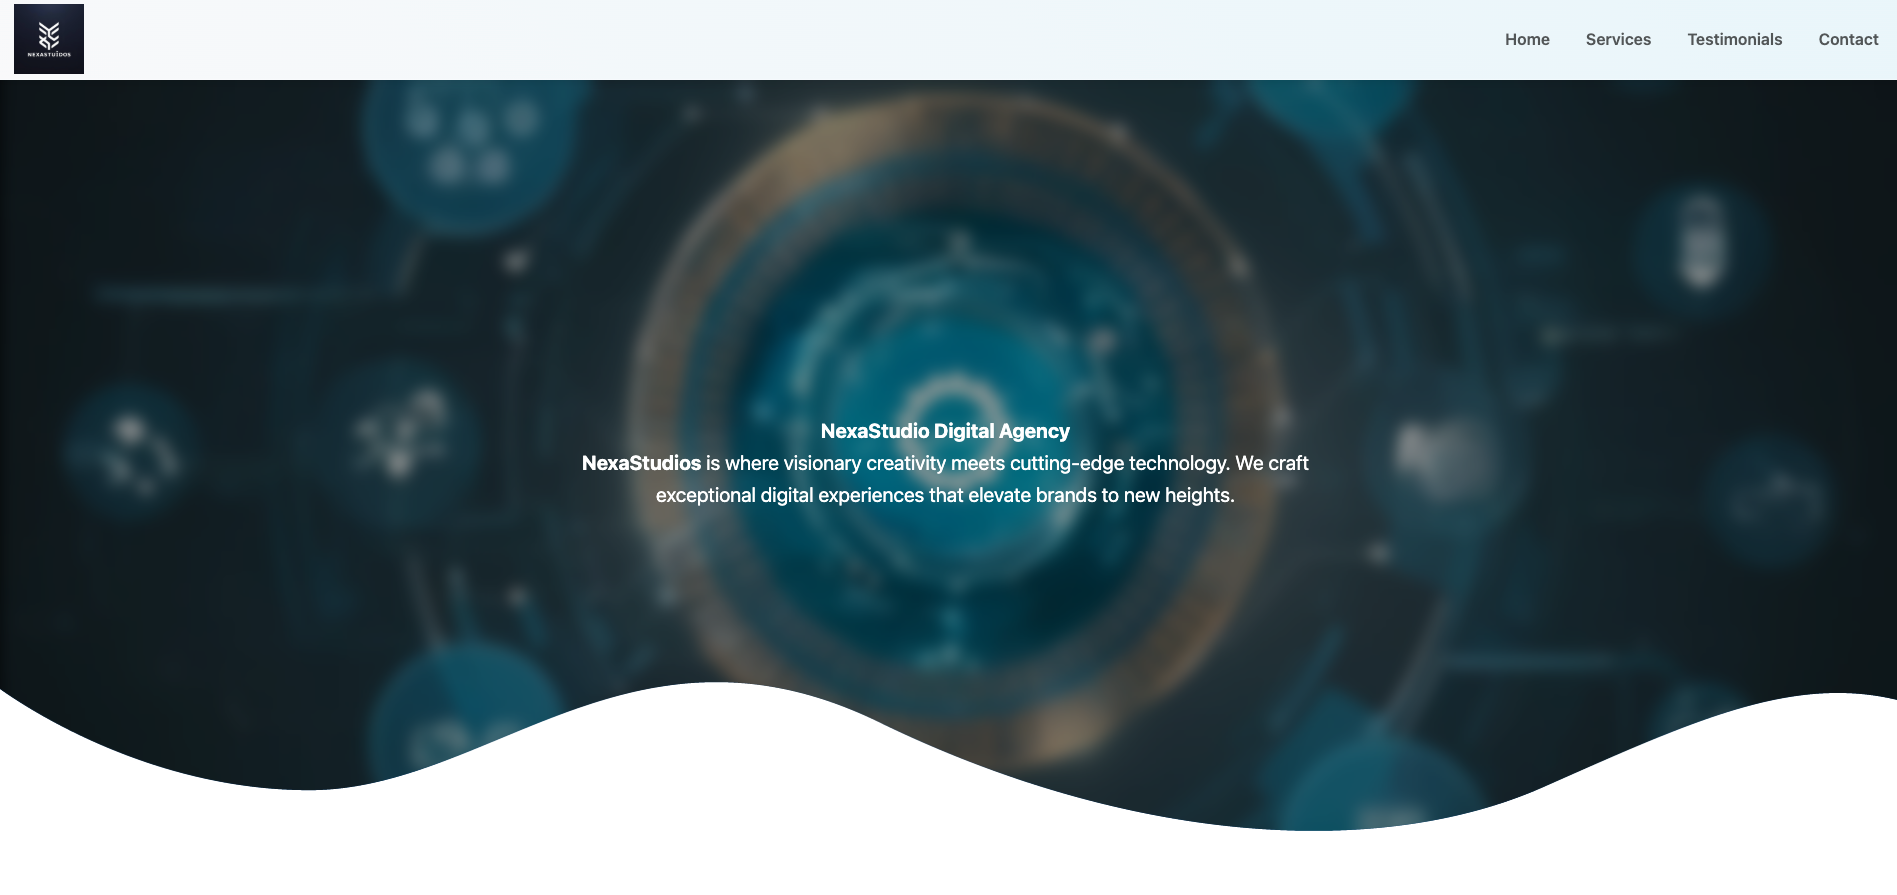 NEXASTUIDOS
Home Services Testimonials Contact
NexaStudio Digital Agency
NexaStudios is where visionary creativity meets cutting-edge technology. We craft
exceptional digital experiences that elevate brands to new heights.